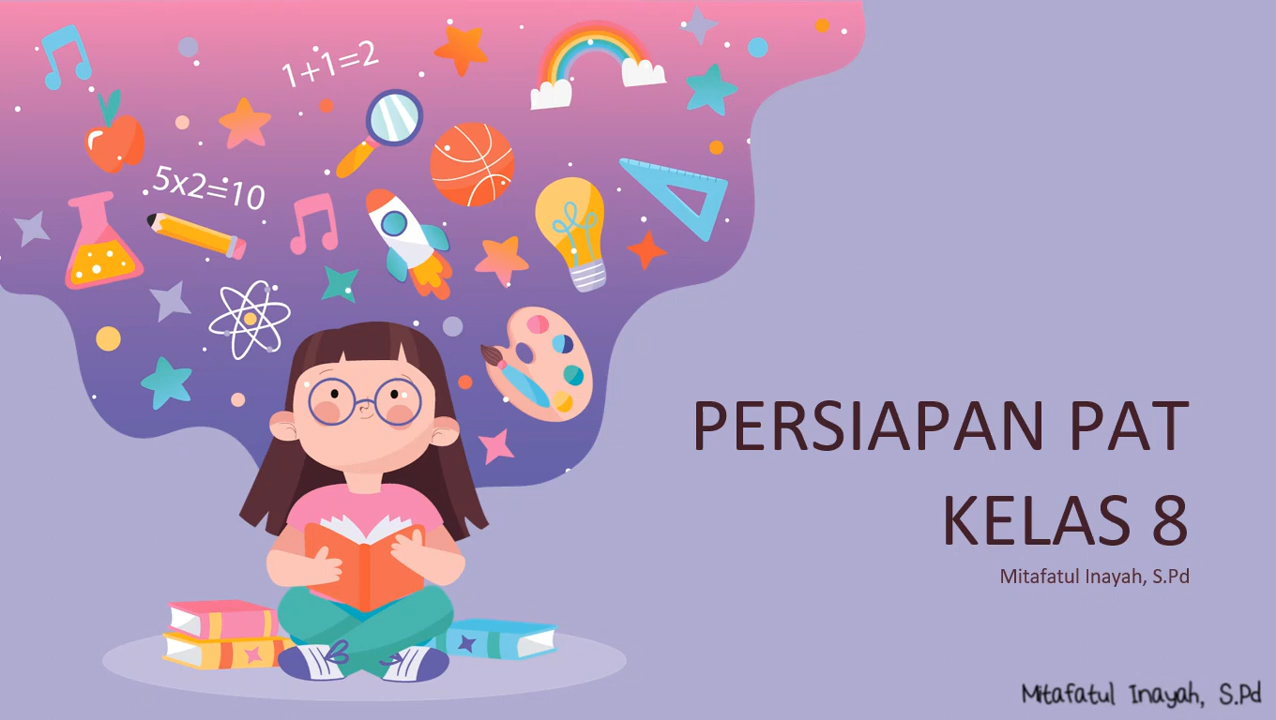 1+1=2
5x2=10
PERSIAPAN PAT
KELAS 8
Mitafatul Inayah, S.Pd
Mitafatul Inayah, S.Pd